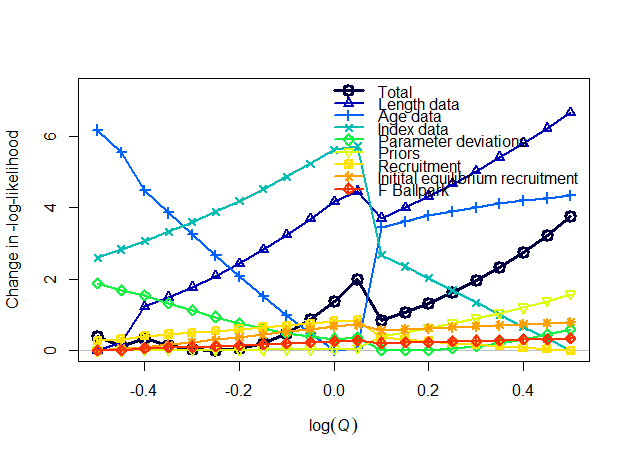 Total
Length data
Age data
Index data
Parameter deviations
Priors
Recruitment
Initital equilibrium recruitment
F Ballpark
Change in -log-likelihood
6
4
2
0
-0.4
-0.2
0.0
0.2
0.4
log(Q)